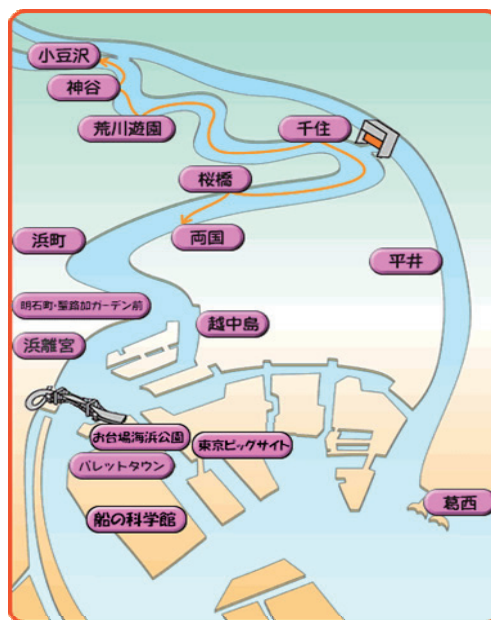 小豆沢
神谷
荒川遊園
千住
桜橋
両国
浜町
平井
明石町・聖路加ガーデン前
越中島
浜離宮
お台場海浜公園
東京ビッグサイト
パレットタウン
船の科学館
葛西